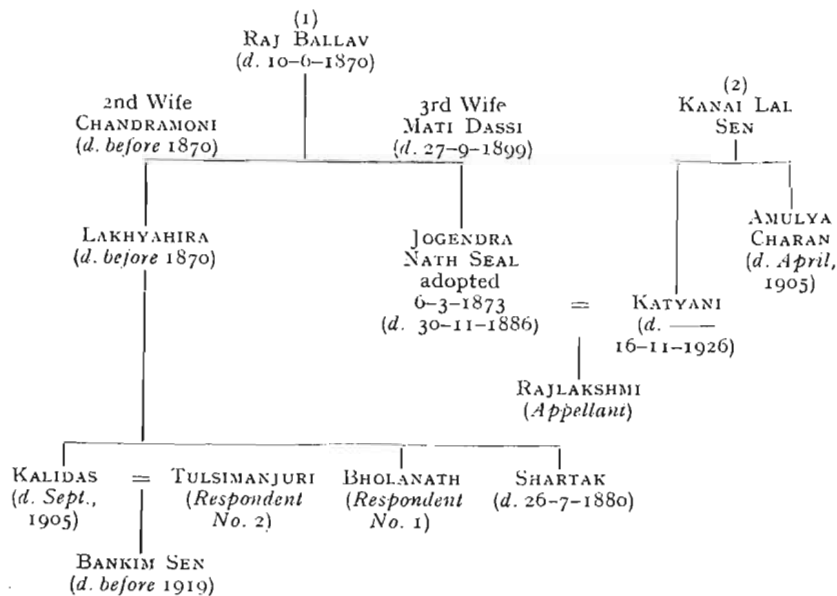 (1)
RAJ BALLAV
(d. 10-6-1870)
2nd Wife
CHANDRAMONI
(d. before 1870)
3rd Wife
MATI DASSI
(d. 27-9-1899)
(2)
KANAI LAL
SEN
LAKHYAHIRA
(d. before 1870)
JOGENDRA
NATH SEAL
adopted
6-3-1873
(d. 30-11-1886)
=
KATYANI
(d. ——
16-11-1926)
AMULYA
CHARAN
(d. April,
1905)
RAJLAKSHMI
(Appellant)
KALIDAS
(d. Sept.,
1905)
=
TULSIMANJURI
(Respondent
No. 2)
BHOLANATH
(Respondent
No. 1)
SHARTAK
(d. 26-7-1880)
BANKIM SEN
(d. before 1919)